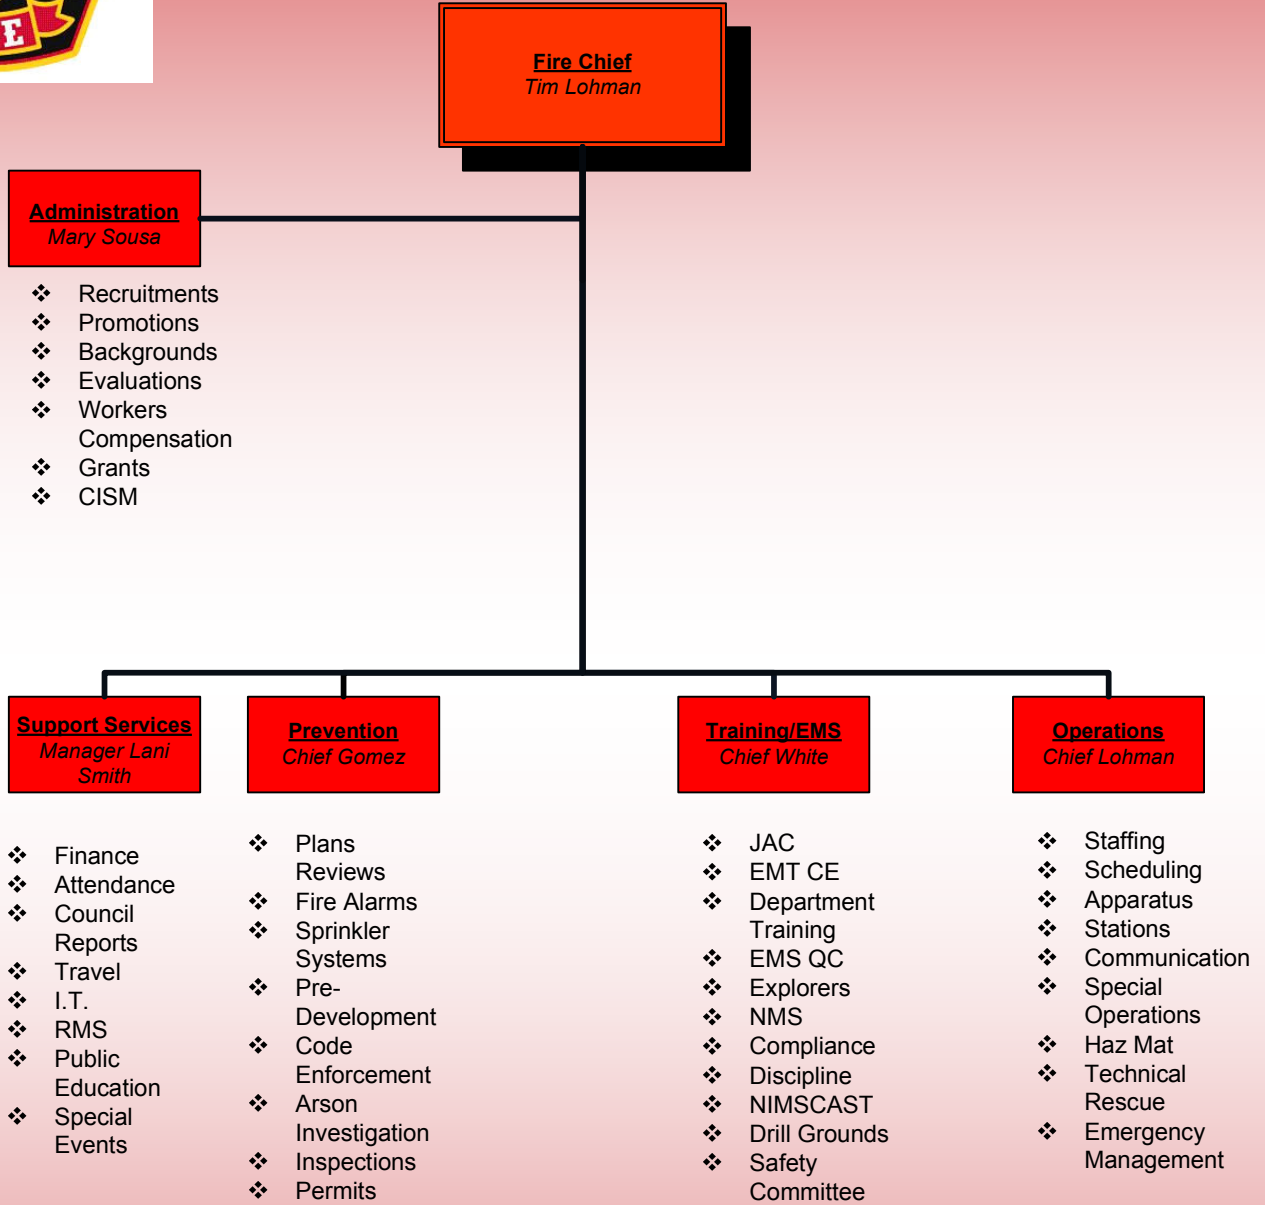 E
Fire Chief
Tim Lohman
Administration
Mary Sousa
❖ Recruitments
❖ Promotions
❖ Backgrounds
❖ Evaluations
❖ Workers
Compensation
❖ Grants
❖ CISM
Support Services
Manager Lani
Smith
❖ Finance
❖ Attendance
❖ Council
Reports
❖ Travel
❖ I.T.
❖ RMS
❖ Public
Education
❖ Special
Events
Prevention
Chief Gomez
❖ Plans
Reviews
❖ Fire Alarms
❖ Sprinkler
Systems
❖ Pre-
Development
❖ Code
Enforcement
❖ Arson
Investigation
❖ Inspections
❖ Permits
Training/EMS
Chief White
❖ JAC
❖ EMT CE
❖ Department
Training
❖ EMS QC
❖ Explorers
❖ NMS
❖ Compliance
❖ Discipline
❖ NIMSCAST
❖ Drill Grounds
❖ Safety
Committee
Operations
Chief Lohman
❖ Staffing
❖ Scheduling
❖ Apparatus
❖ Stations
❖ Communication
❖ Special
Operations
❖ Haz Mat
❖ Technical
Rescue
❖ Emergency
Management